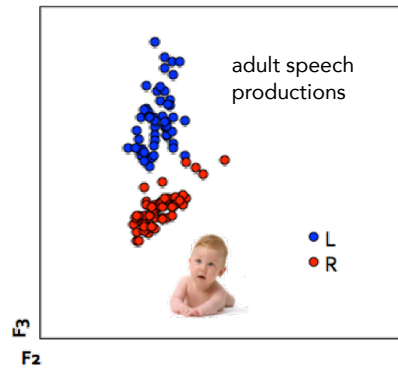 adult speech
productions
L
R
F3
F2